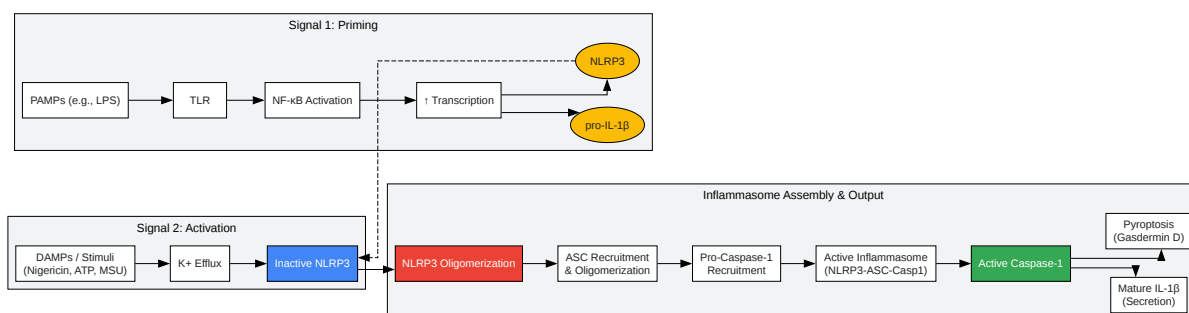 Signal 1: Priming
NLRP3
PAMPs (e.g., LPS)
TLR
NF-κB Activation
↑ Transcription
pro-IL-1β
Signal 2: Activation
DAMPs / Stimuli
(Nigericin, ATP, MSU)
K+ Efflux
Inactive NLRP3
Inflammasome Assembly & Output
NLRP3 Oligomerization
ASC Recruitment
& Oligomerization
Pro-Caspase-1
Recruitment
Active Inflammasome
(NLRP3-ASC-Casp1)
Active Caspase-1
Pyroptosis
(Gasdermin D)
Mature IL-1β
(Secretion)